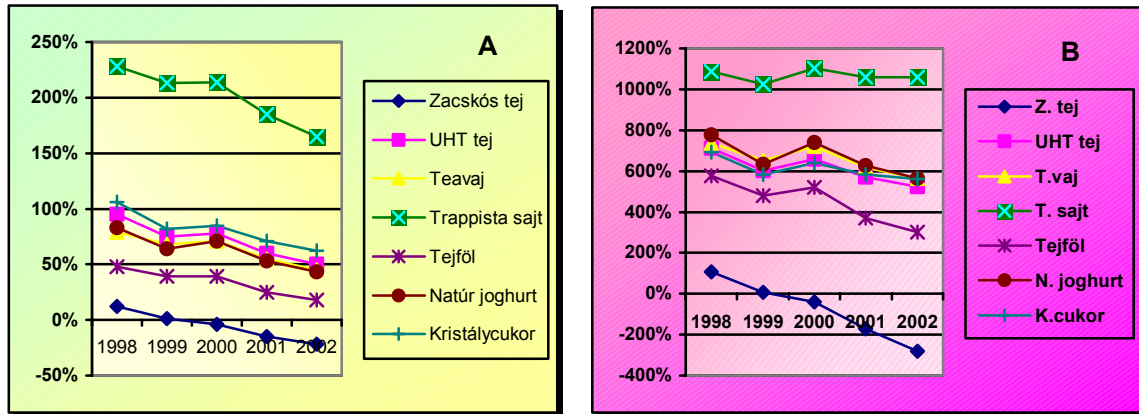 A
250%
200%
150%
100%
50%
0%
-50%
1998 1999 2000 2001 2002
Zacskós tej
UHT tej
Teavaj
Trappista sajt
Tejföl
Natúr joghurt
Kristálycukor
B
1200%
1000%
800%
600%
400%
200%
0%
-200%
-400%
1998 1999 2000 2001 2002
Z. tej
UHT tej
T.vaj
T. sajt
Tejföl
N. joghurt
K.cukor